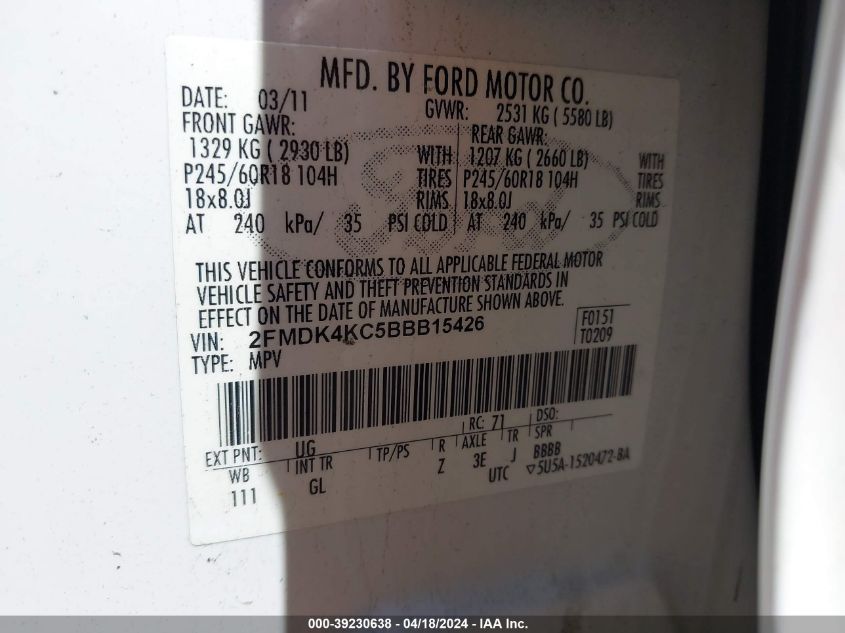 MFD. BY FORD MOTOR CO.
DATE: 03/11 GVWR: 2531 KG ( 5580 LB)
FRONT GAWR: REAR GAWR:
1329 KG ( 2930 LB) WITH 1207 KG ( 2660 LB) WITH
P245/60R18 104H TIRES P245/60R18 104H TIRES
18x8.0J RIMS 18x8.0J RIMS
AT 240 kPa/ 35 PSI COLD AT 240 kPa/ 35 PSI COLD
Ford
THIS VEHICLE CONFORMS TO ALL APPLICABLE FEDERAL MOTOR
VEHICLE SAFETY AND THEFT PREVENTION STANDARDS IN
EFFECT ON THE DATE OF MANUFACTURE SHOWN ABOVE.
VIN: 2FMDK4KC5BBB15426 F0151
TYPE: MPV T0209
EXT PNT: UG RC: 71 DSO:
WB INT TR TP/PS R AXLE TR SPR
111 GL Z 3E J BBBB
UTC ▽5U5A-1520472-BA
000-39230638 - 04/18/2024 - IAA Inc.